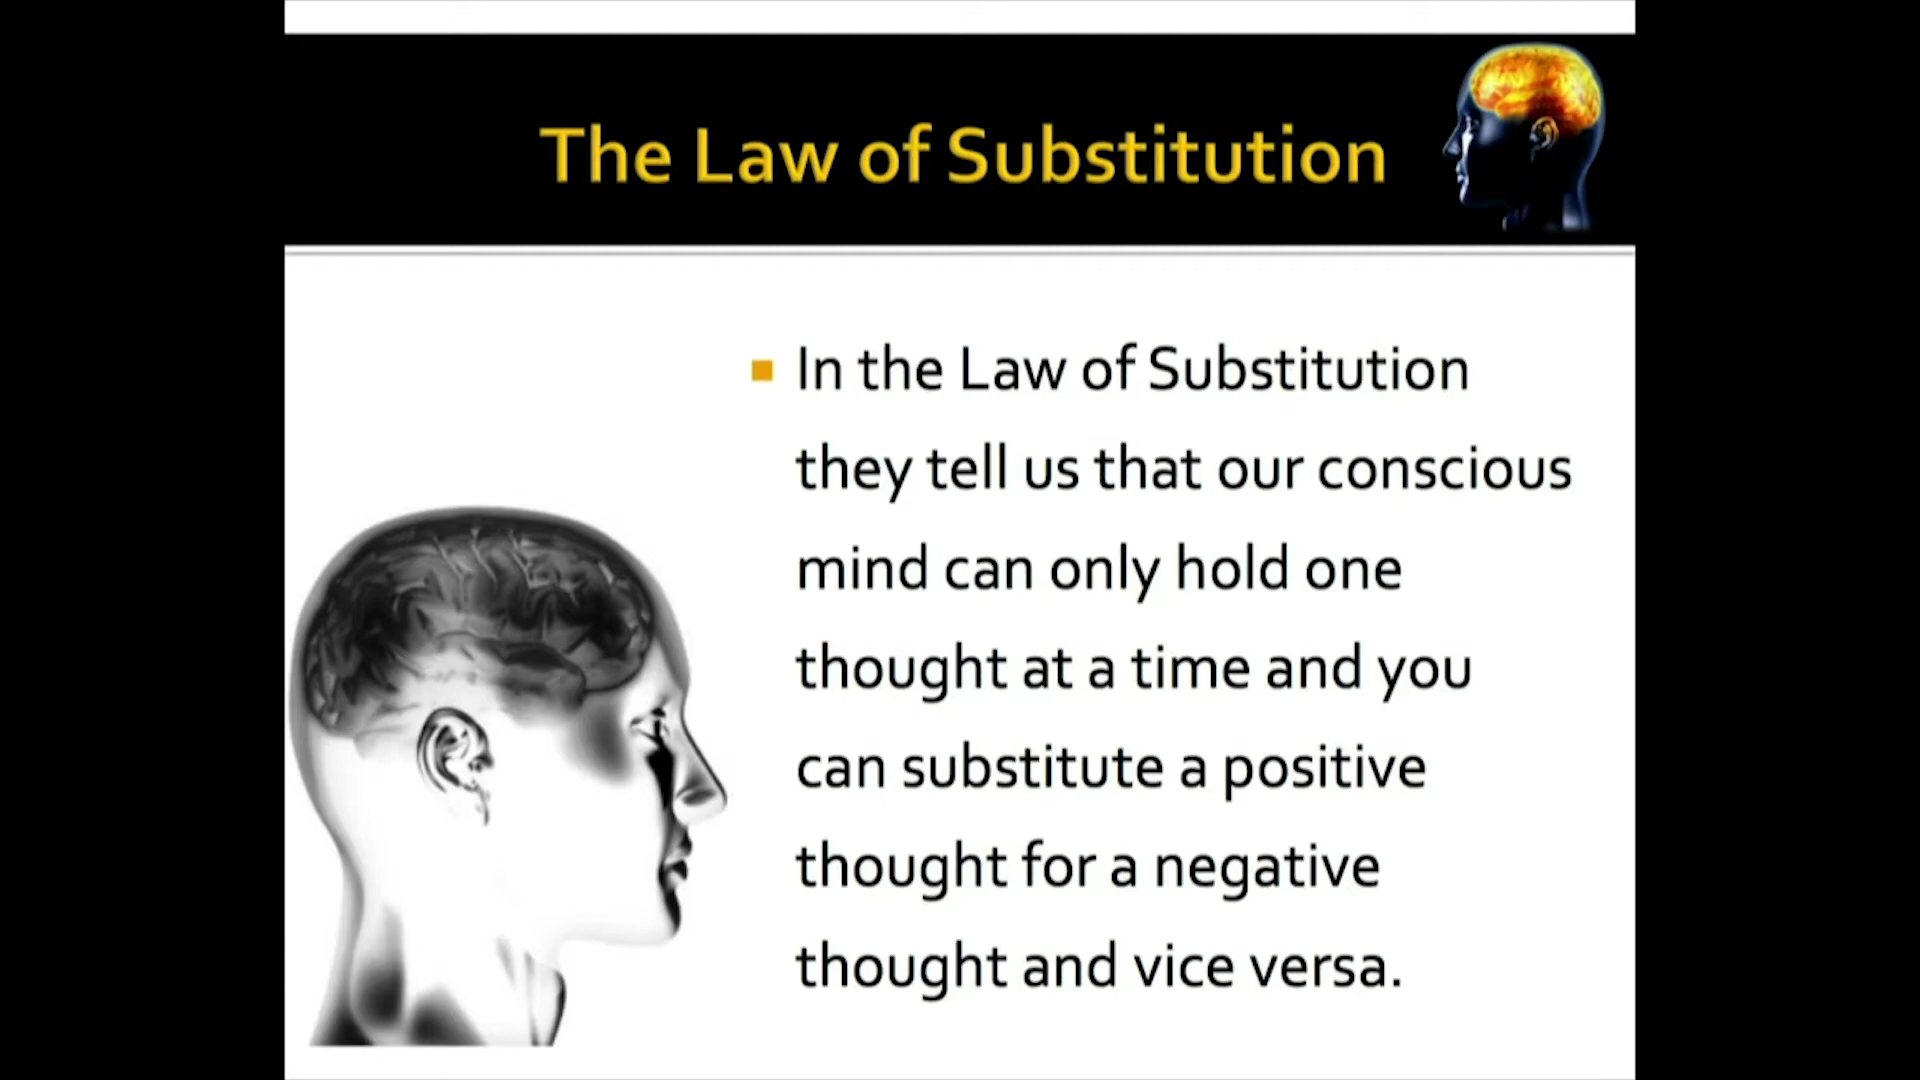 The Law of Substitution
In the Law of Substitution
they tell us that our conscious
mind can only hold one
thought at a time and you
can substitute a positive
thought for a negative
thought and vice versa.